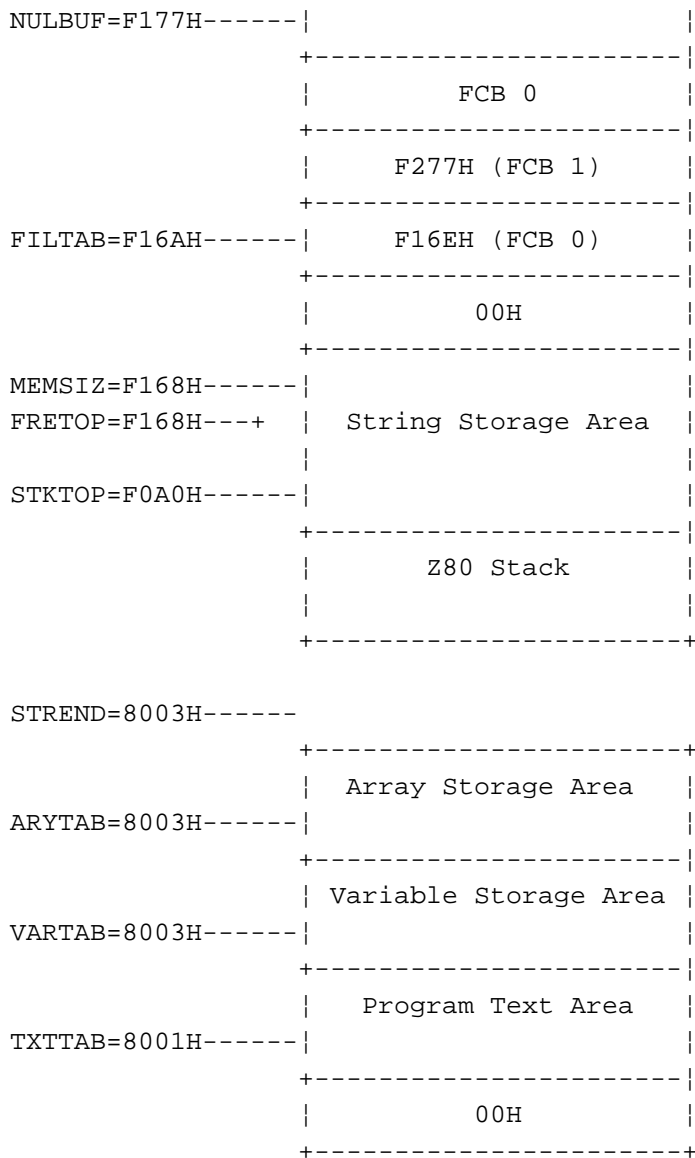 NULBUF=F177H------¦                       ¦
                  +-----------------------¦
                  ¦         FCB 0         ¦
                  +-----------------------¦
                  ¦     F277H (FCB 1)     ¦
                  +-----------------------¦
FILTAB=F16AH------¦     F16EH (FCB 0)     ¦
                  +-----------------------¦
                  ¦          00H          ¦
                  +-----------------------¦
MEMSIZ=F168H------¦                       ¦
FRETOP=F168H---+  ¦  String Storage Area  ¦
                  ¦                       ¦
STKTOP=F0A0H------¦                       ¦
                  +-----------------------¦
                  ¦       Z80 Stack       ¦
                  ¦                       ¦
                  +-----------------------+
STREND=8003H------
                  +-----------------------+
                  ¦  Array Storage Area   ¦
ARYTAB=8003H------¦                       ¦
                  +-----------------------¦
                  ¦ Variable Storage Area ¦
VARTAB=8003H------¦                       ¦
                  +-----------------------¦
                  ¦   Program Text Area   ¦
TXTTAB=8001H------¦                       ¦
                  +-----------------------¦
                  ¦          00H          ¦
                  +-----------------------+